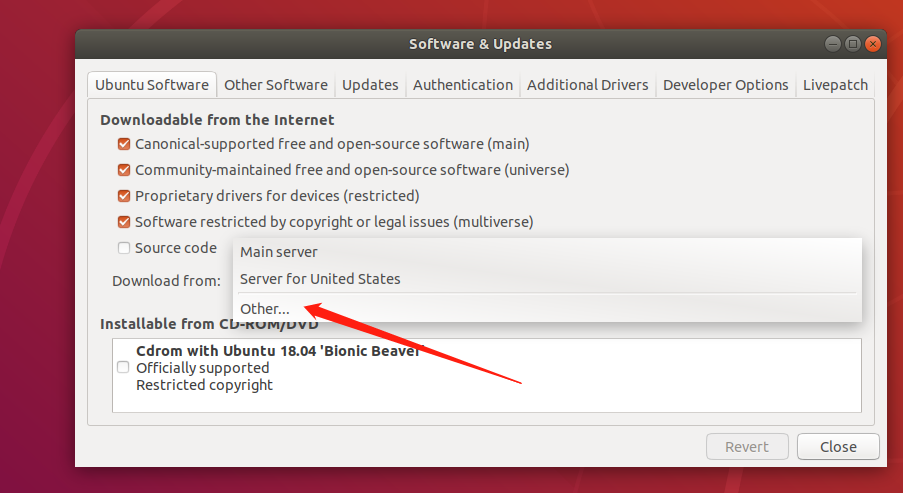 Software & Updates
Ubuntu Software Other Software Updates Authentication Additional Drivers Developer Options Livepatch
Downloadable from the Internet
Canonical-supported free and open-source software (main)
Community-maintained free and open-source software (universe)
Proprietary drivers for devices (restricted)
Software restricted by copyright or legal issues (multiverse)
Source code
Main server
Download from:
Server for United States
Other...
Installable from CD-ROM/DVD
Cdrom with Ubuntu 18.04 'Bionic Beaver'
Officially supported
Restricted copyright
Revert Close